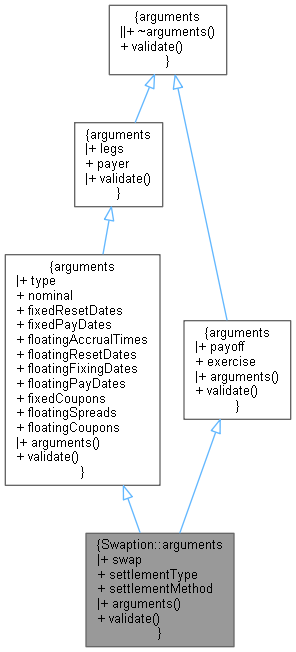 {arguments
||+ ~arguments()
+ validate()
}
{arguments
|+ legs
+ payer
|+ validate()
}
{arguments
|+ type
+ nominal
+ fixedResetDates
+ fixedPayDates
+ floatingAccrualTimes
+ floatingResetDates
+ floatingFixingDates
+ floatingPayDates
+ fixedCoupons
+ floatingSpreads
+ floatingCoupons
|+ arguments()
+ validate()
}
{arguments
|+ payoff
+ exercise
|+ arguments()
+ validate()
}
{Swaption::arguments
|+ swap
+ settlementType
+ settlementMethod
|+ arguments()
+ validate()
}